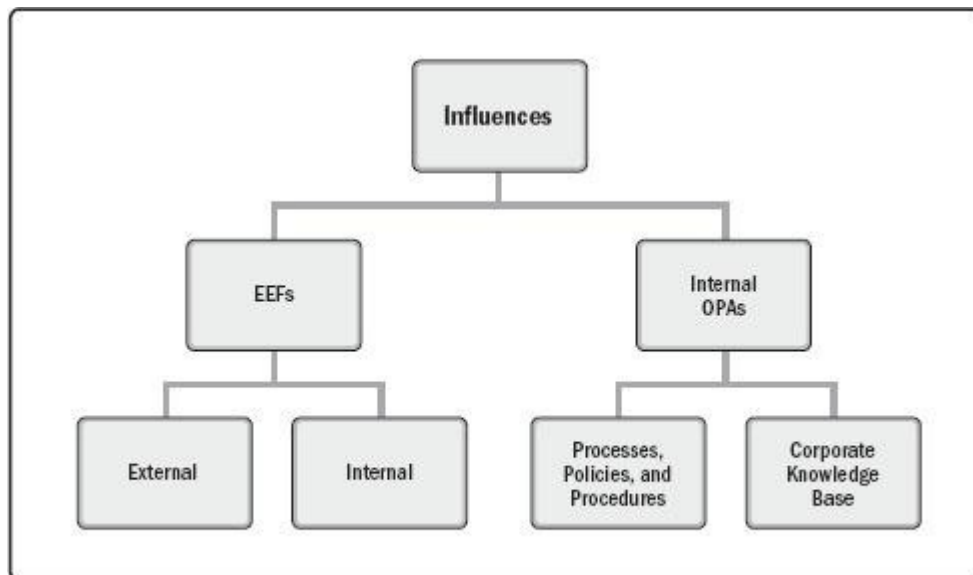 Influences
EEFs
Internal
OPAs
External
Internal
Processes,
Policies, and
Procedures
Corporate
Knowledge
Base